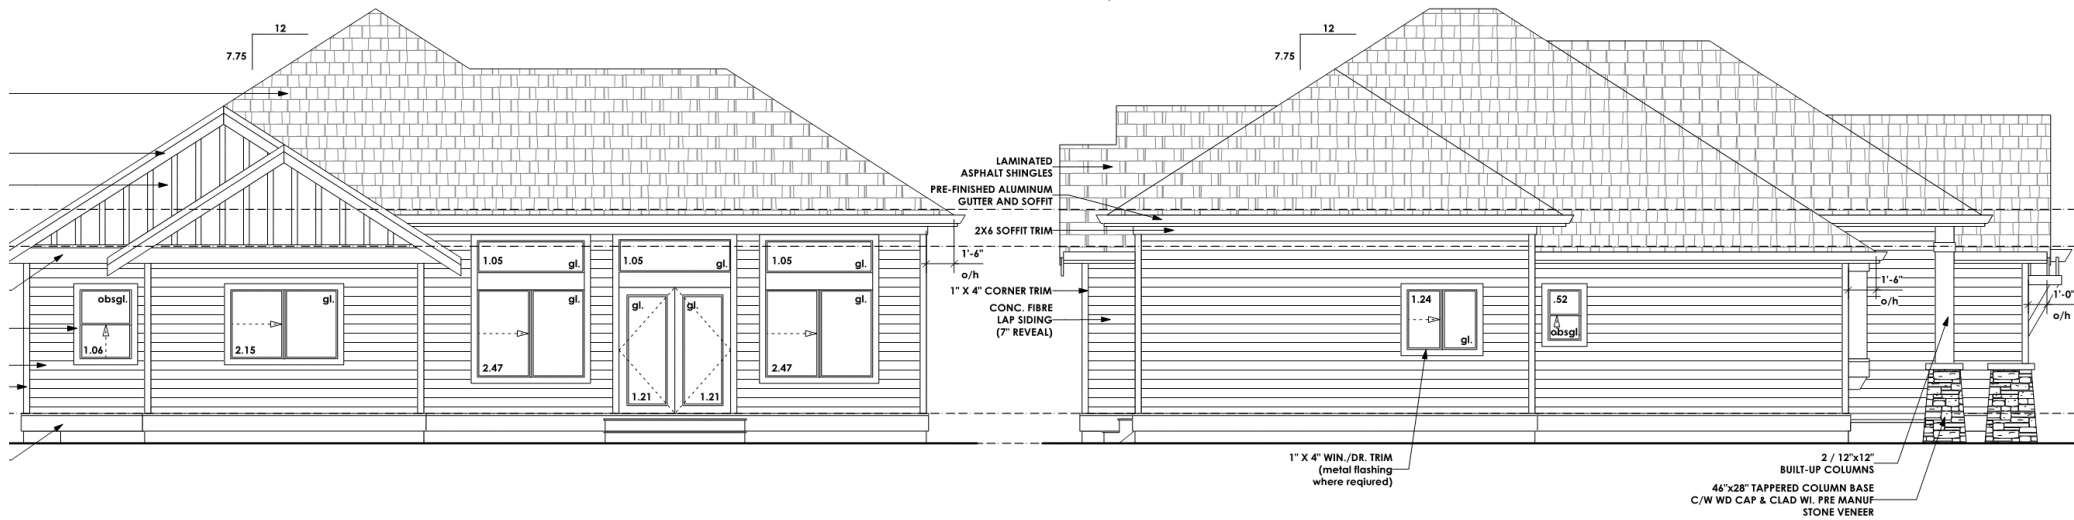 12
7.75
obsgl.
1.06
gl.
2.15
1.05
gl.
gl.
2.47
1.05
gl.
gl.
gl.
1.21
1.21
1.05
gl.
gl.
2.47
1'-6"
o/h
12
7.75
LAMINATED
ASPHALT SHINGLES
PRE-FINISHED ALUMINUM
GUTTER AND SOFFIT
2X6 SOFFIT TRIM
1" X 4" CORNER TRIM
CONC. FIBRE
LAP SIDING
(7" REVEAL)
1.24
gl.
.52
obsgl.
1'-6"
o/h
1'-0"
o/h
1" X 4" WIN./DR. TRIM
(metal flashing
where reqiured)
2 / 12"x12"
BUILT-UP COLUMNS
46"x28" TAPPERED COLUMN BASE
C/W WD CAP & CLAD WI. PRE MANUF
STONE VENEER